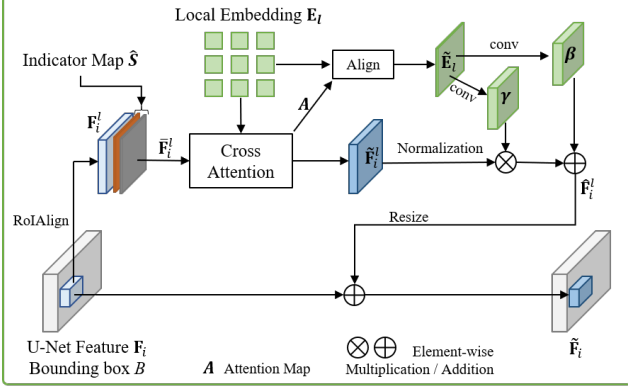 Local Embedding E_l
Indicator Map Ŝ
Align
Ẽ_l
conv
β
conv
γ
A
F_i^l
F̄_i^l
Cross
Attention
F̃_i^l
Normalization
F̂_i^l
RoIAlign
Resize
U-Net Feature F_i
Bounding box B
A Attention Map
Element-wise
Multiplication / Addition
F̃_i